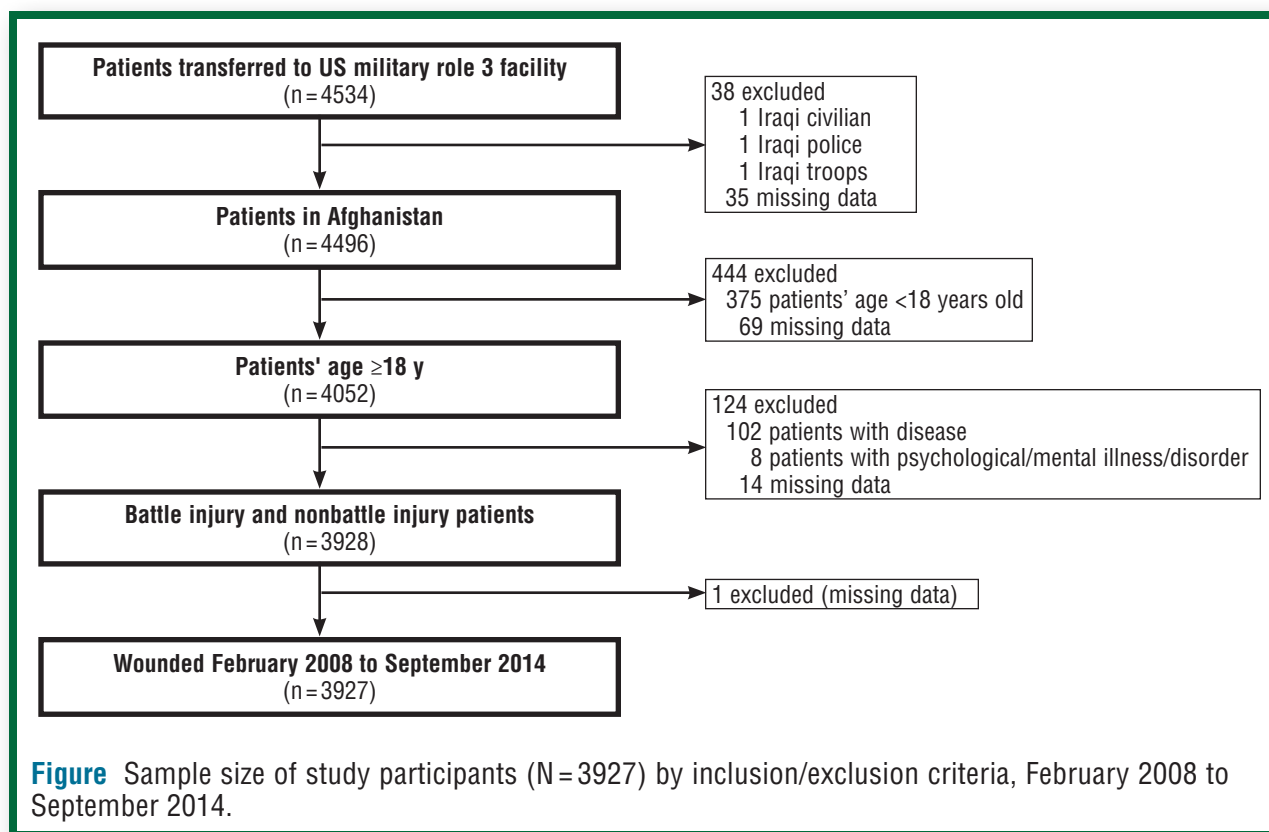 Patients transferred to US military role 3 facility
(n=4534)
38 excluded
1 Iraqi civilian
1 Iraqi police
1 Iraqi troops
35 missing data
Patients in Afghanistan
(n=4496)
444 excluded
375 patients’ age <18 years old
69 missing data
Patients' age ≥18 y
(n=4052)
124 excluded
102 patients with disease
8 patients with psychological/mental illness/disorder
14 missing data
Battle injury and nonbattle injury patients
(n=3928)
1 excluded (missing data)
Wounded February 2008 to September 2014
(n=3927)
Figure Sample size of study participants (N=3927) by inclusion/exclusion criteria, February 2008 to
September 2014.